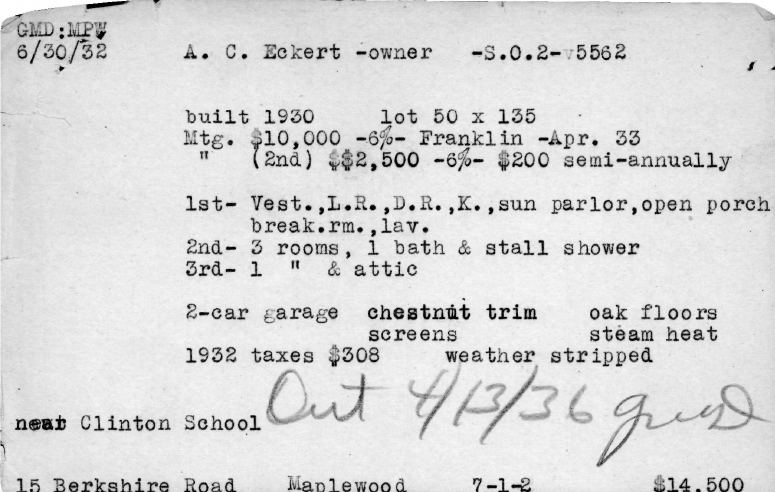 GMD:MPW
6/30/32 A. C. Eckert -owner -S.O.2- 5562
built 1930 lot 50 x 135
Mtg. $10,000 -6%- Franklin -Apr. 33
" (2nd) $$2,500 -6%- $200 semi-annually
1st- Vest.,L.R.,D.R.,K.,sun parlor,open porch
break.rm.,lav.
2nd- 3 rooms, 1 bath & stall shower
3rd- 1 " & attic
2-car garage chestnut trim oak floors
screens steam heat
1932 taxes $308 weather stripped
near Clinton School Out 4/13/36
15 Berkshire Road Maplewood 7-1-2 $14,500